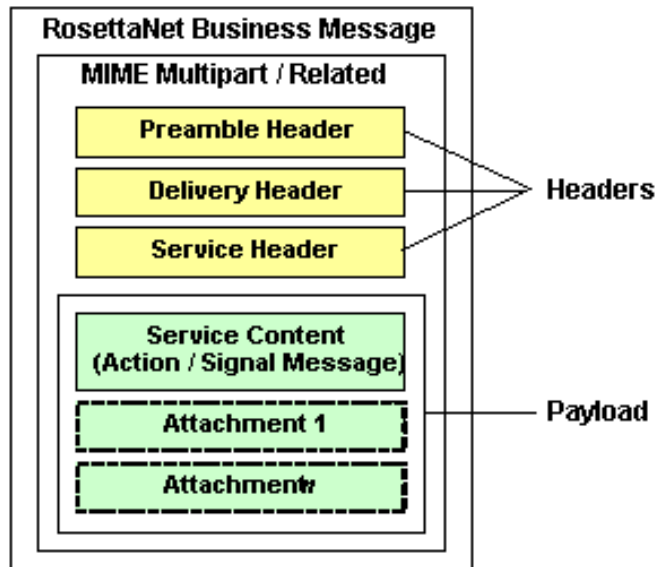 RosettaNet Business Message
MIME Multipart / Related
Preamble Header
Delivery Header
Service Header
Headers
Service Content
(Action / Signal Message)
Attachment 1
Attachment
Payload